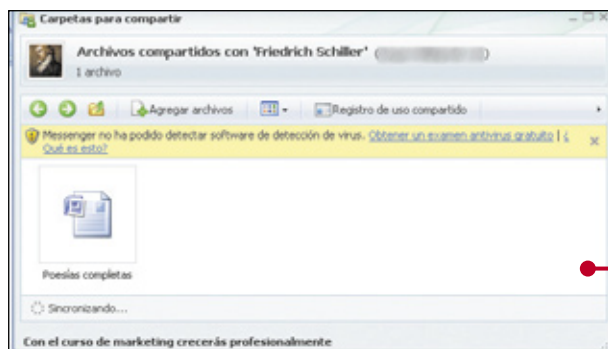 Carpetas para compartir
Archivos compartidos con 'Friedrich Schiller' ( )
1 archivo
Agregar archivos Registro de uso compartido
Messenger no ha podido detectar software de detección de virus. Obtener un examen antivirus gratuito | ¿
Qué es esto?
Poesías completas
Sincronizando...
Con el curso de marketing crecerás profesionalmente